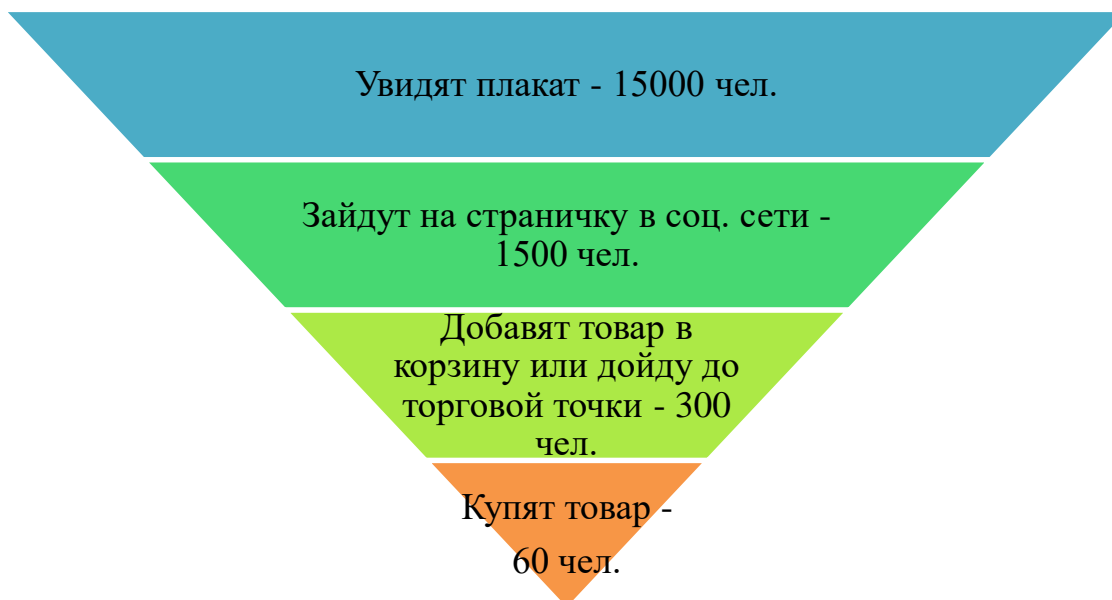 Увидят плакат - 15000 чел.
Зайдут на страничку в соц. сети -
1500 чел.
Добавят товар в
корзину или дойду до
торговой точки - 300
чел.
Купят товар -
60 чел.